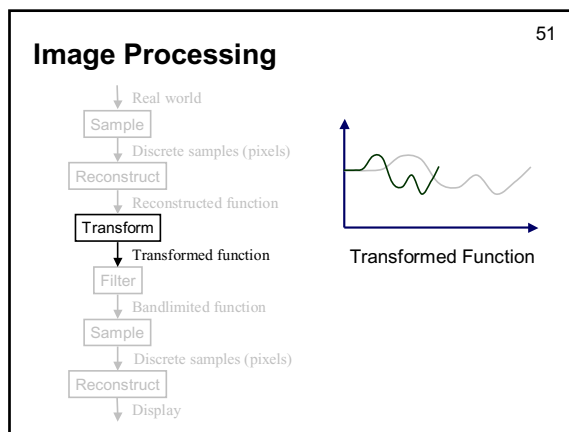 51
Image Processing
Real world
Sample
Discrete samples (pixels)
Reconstruct
Reconstructed function
Transform
Transformed function
Filter
Bandlimited function
Sample
Discrete samples (pixels)
Reconstruct
Display
Transformed Function